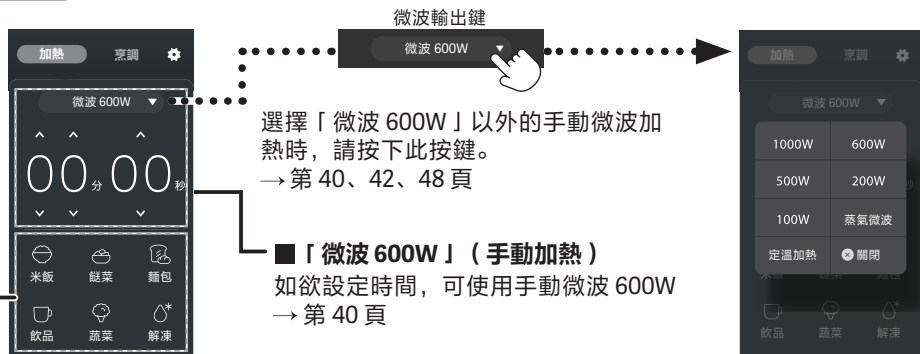 微波輸出鍵
微波 600W ▼
加熱 烹調
微波 600W ▼
00分00秒
米飯 餸菜 麵包
飲品 蔬菜 解凍
選擇「微波 600W」以外的手動微波加
熱時，請按下此按鍵。
→第 40、42、48 頁
■「微波 600W」（手動加熱）
如欲設定時間，可使用手動微波 600W
→第 40 頁
加熱 烹調
微波 600W ▼
1000W 600W
500W 200W
100W 蒸氣微波
定溫加熱 關閉
米飯 麵包
飲品 蔬菜 解凍